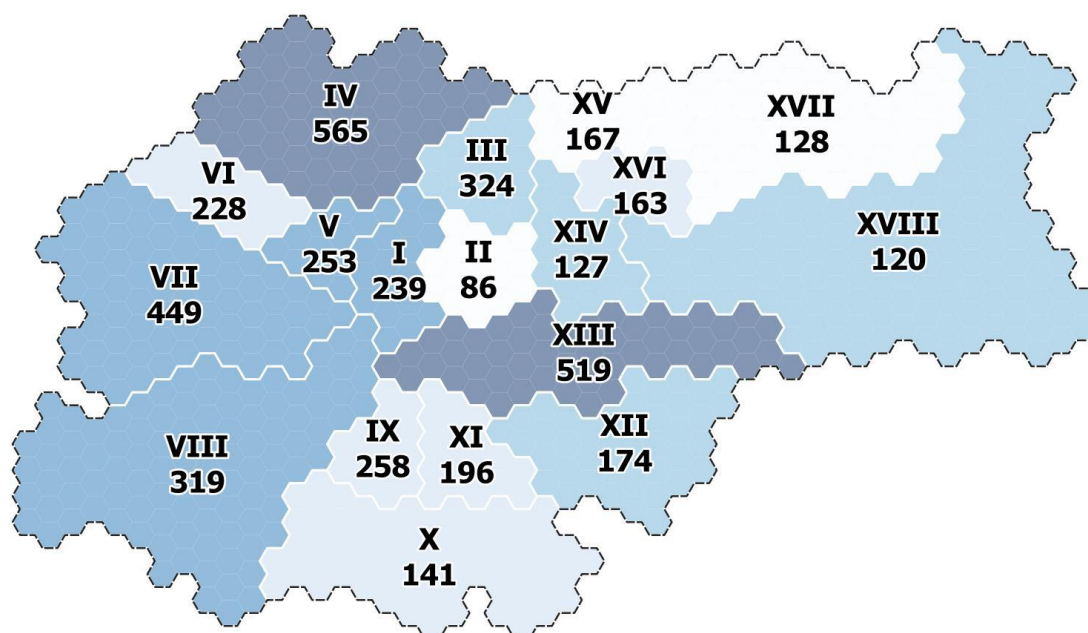 IV
565
XV
167
XVII
128
III
324
VI
228
XVI
163
V
253
XIV
127
XVIII
120
I
239
II
86
VII
449
XIII
519
IX
258
XI
196
XII
174
VIII
319
X
141